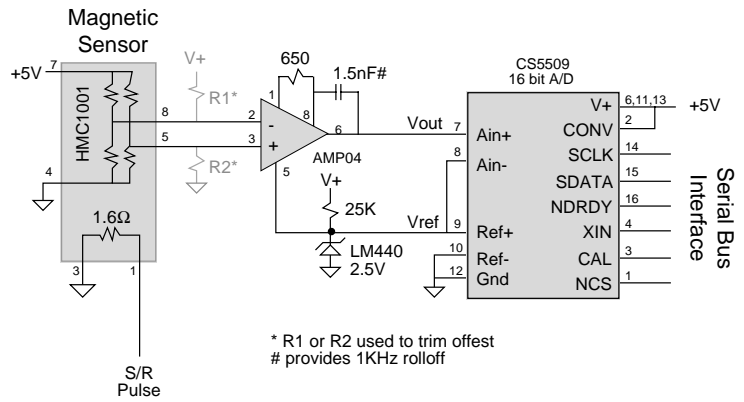 Magnetic
Sensor
7
+5V
HMC1001
8
5
4
1.6Ω
3
1
S/R
Pulse
V+
R1*
R2*
650
1.5nF#
1
8
2
-
3
+
6
5
AMP04
V+
25K
LM440
2.5V
Vout
Vref
CS5509
16 bit A/D
7
Ain+
8
Ain-
9
Ref+
10
Ref-
12
Gnd
V+
6,11,13
+5V
CONV
2
SCLK
14
SDATA
15
NDRDY
16
XIN
4
CAL
3
NCS
1
Serial Bus
Interface
* R1 or R2 used to trim offest
# provides 1KHz rolloff